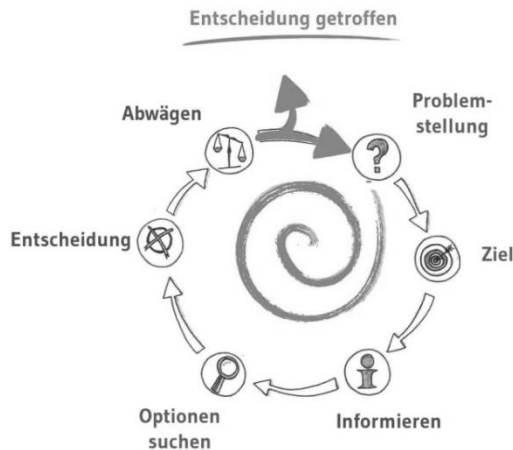 Entscheidung getroffen
Abwägen
Problem-
stellung
?
Entscheidung
Ziel
i
Optionen
suchen
Informieren